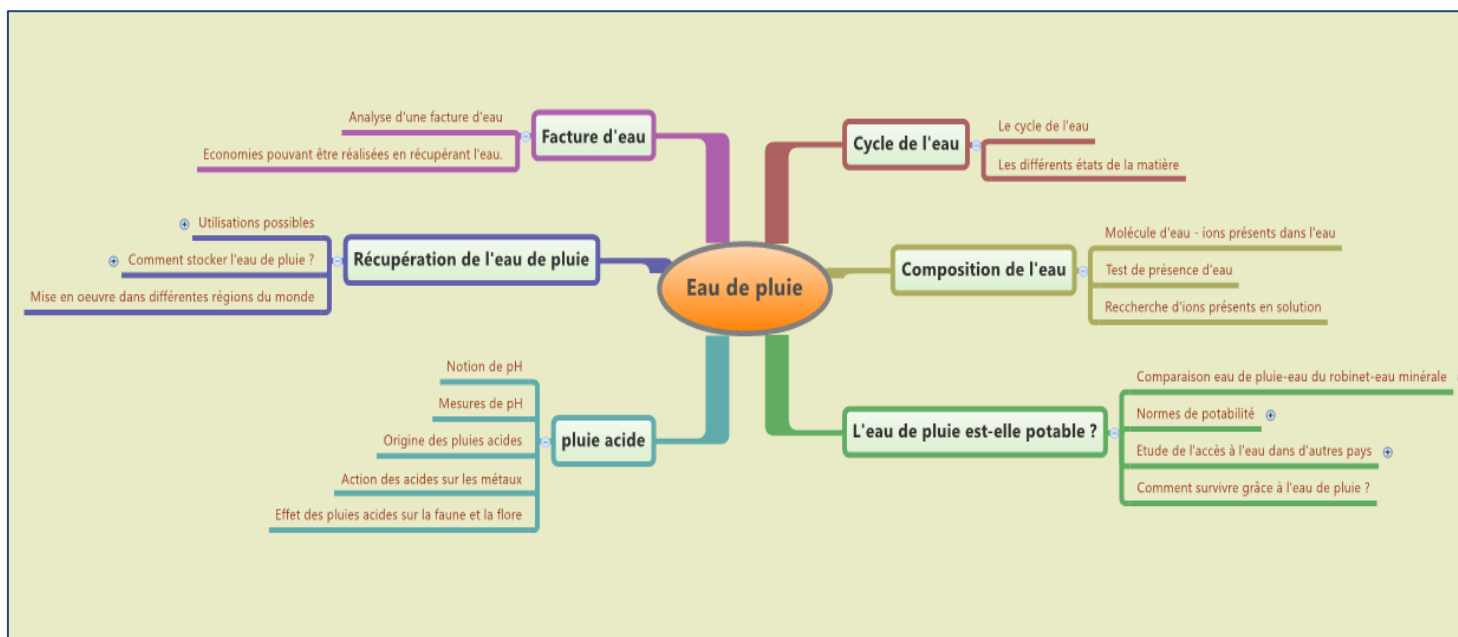 Eau de pluie
Cycle de l'eau
Le cycle de l'eau
Les différents états de la matière
Composition de l'eau
Molécule d'eau - ions présents dans l'eau
Test de présence d'eau
Reccherche d'ions présents en solution
L'eau de pluie est-elle potable ?
Comparaison eau de pluie-eau du robinet-eau minérale
Normes de potabilité
Etude de l'accès à l'eau dans d'autres pays
Comment survivre grâce à l'eau de pluie ?
Facture d'eau
Analyse d'une facture d'eau
Economies pouvant être réalisées en récupérant l'eau.
Récupération de l'eau de pluie
Utilisations possibles
Comment stocker l'eau de pluie ?
Mise en oeuvre dans différentes régions du monde
pluie acide
Notion de pH
Mesures de pH
Origine des pluies acides
Action des acides sur les métaux
Effet des pluies acides sur la faune et la flore